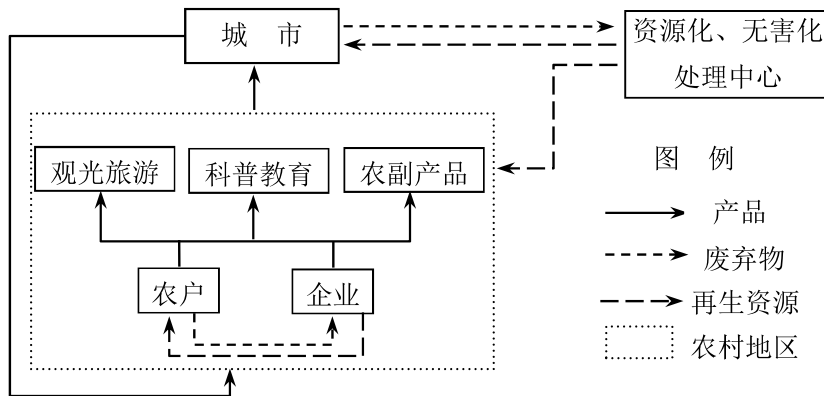 城 市
资源化、无害化
处理中心
观光旅游
科普教育
农副产品
农户
企业
图 例
产品
废弃物
再生资源
农村地区